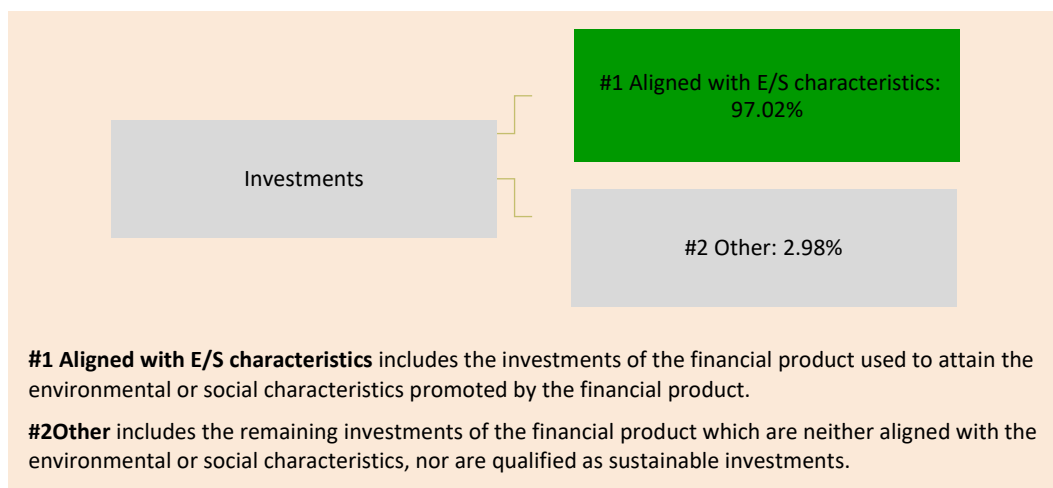 #1 Aligned with E/S characteristics:
97.02%
Investments
#2 Other: 2.98%
#1 Aligned with E/S characteristics includes the investments of the financial product used to attain the
environmental or social characteristics promoted by the financial product.
#2Other includes the remaining investments of the financial product which are neither aligned with the
environmental or social characteristics, nor are qualified as sustainable investments.